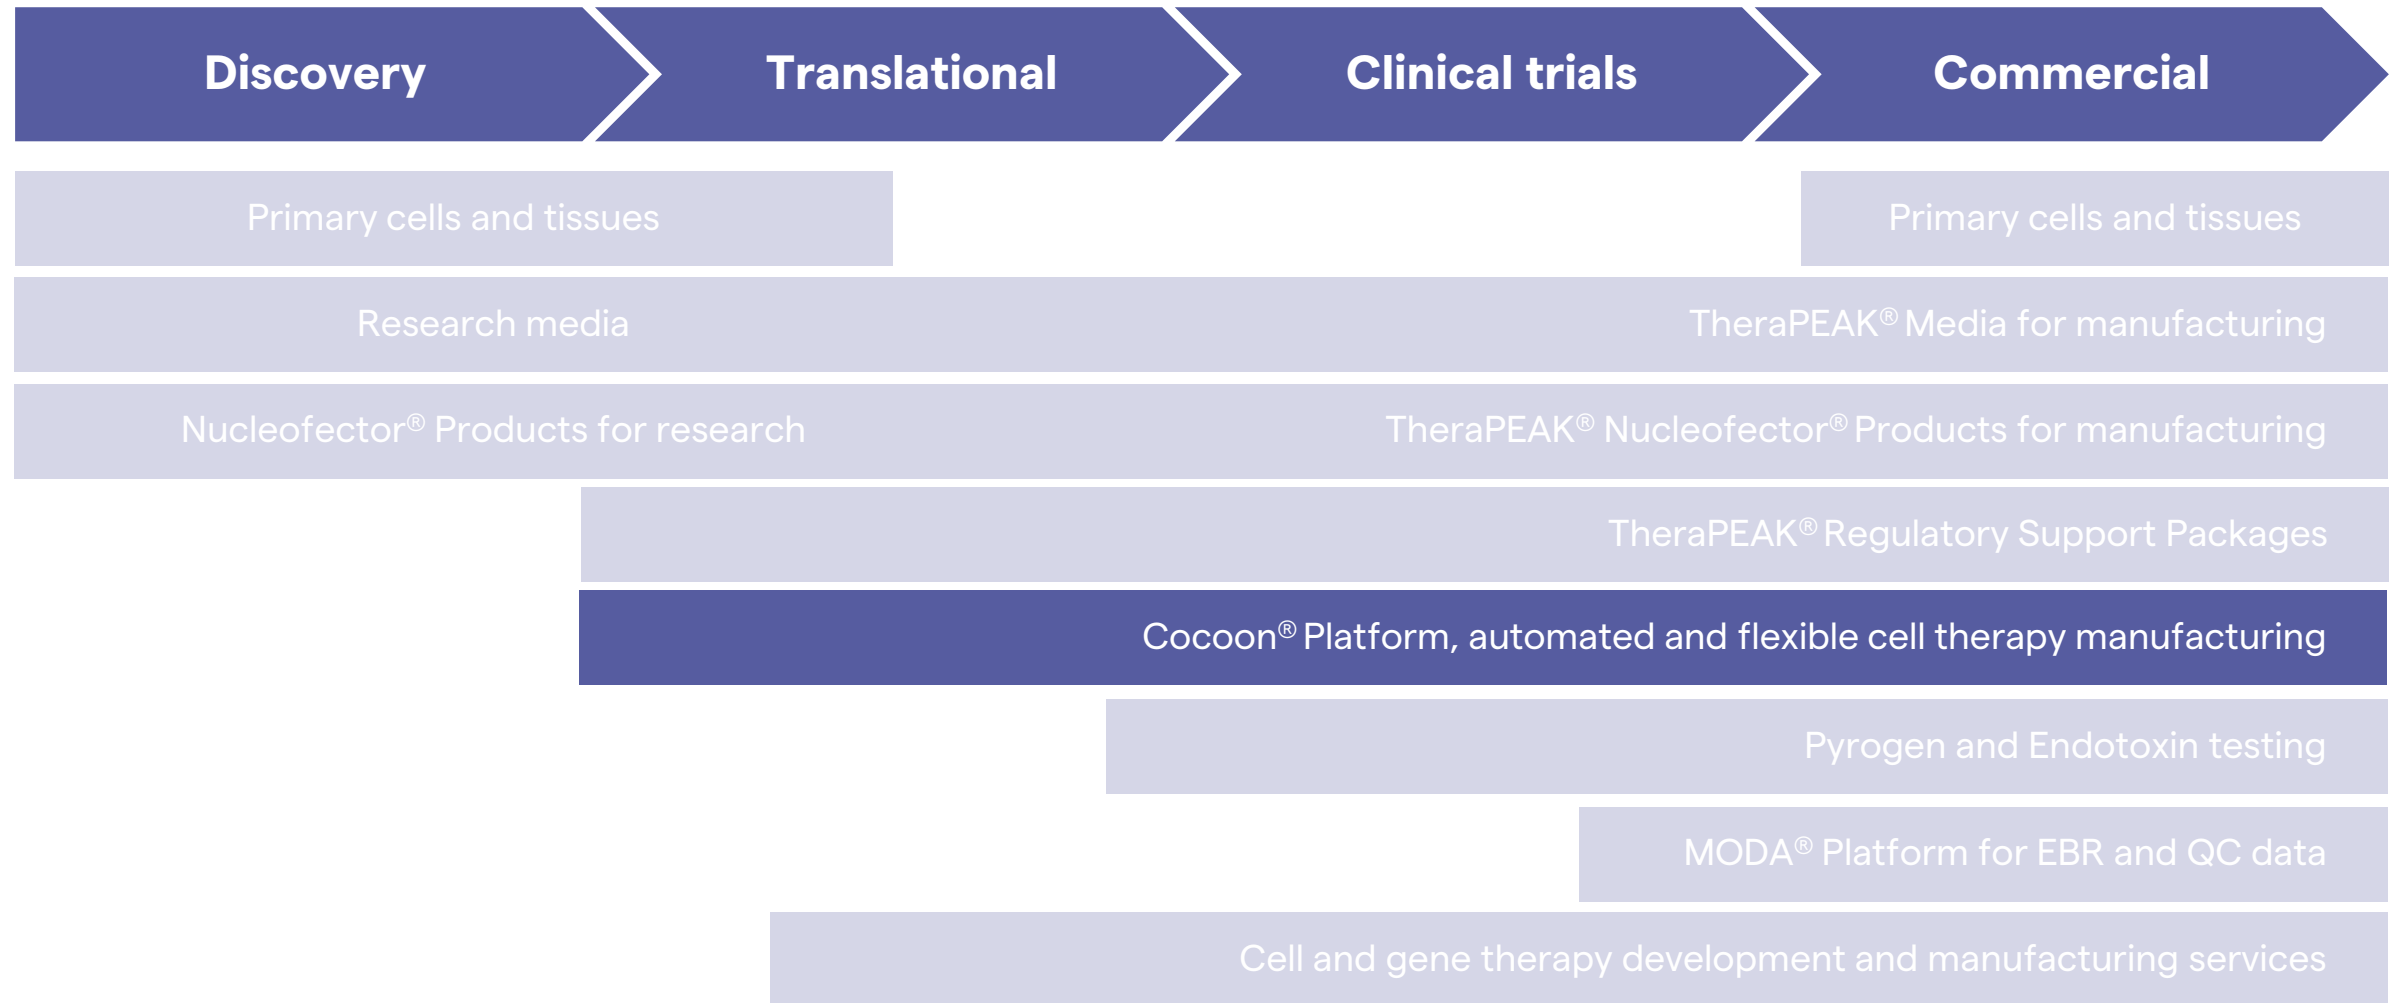 Discovery
Translational
Clinical trials
Commercial
Primary cells and tissues
Primary cells and tissues
Research media
TheraPEAK® Media for manufacturing
Nucleofector® Products for research
TheraPEAK® Nucleofector® Products for manufacturing
TheraPEAK® Regulatory Support Packages
Cocoon® Platform, automated and flexible cell therapy manufacturing
Pyrogen and Endotoxin testing
MODA® Platform for EBR and QC data
Cell and gene therapy development and manufacturing services